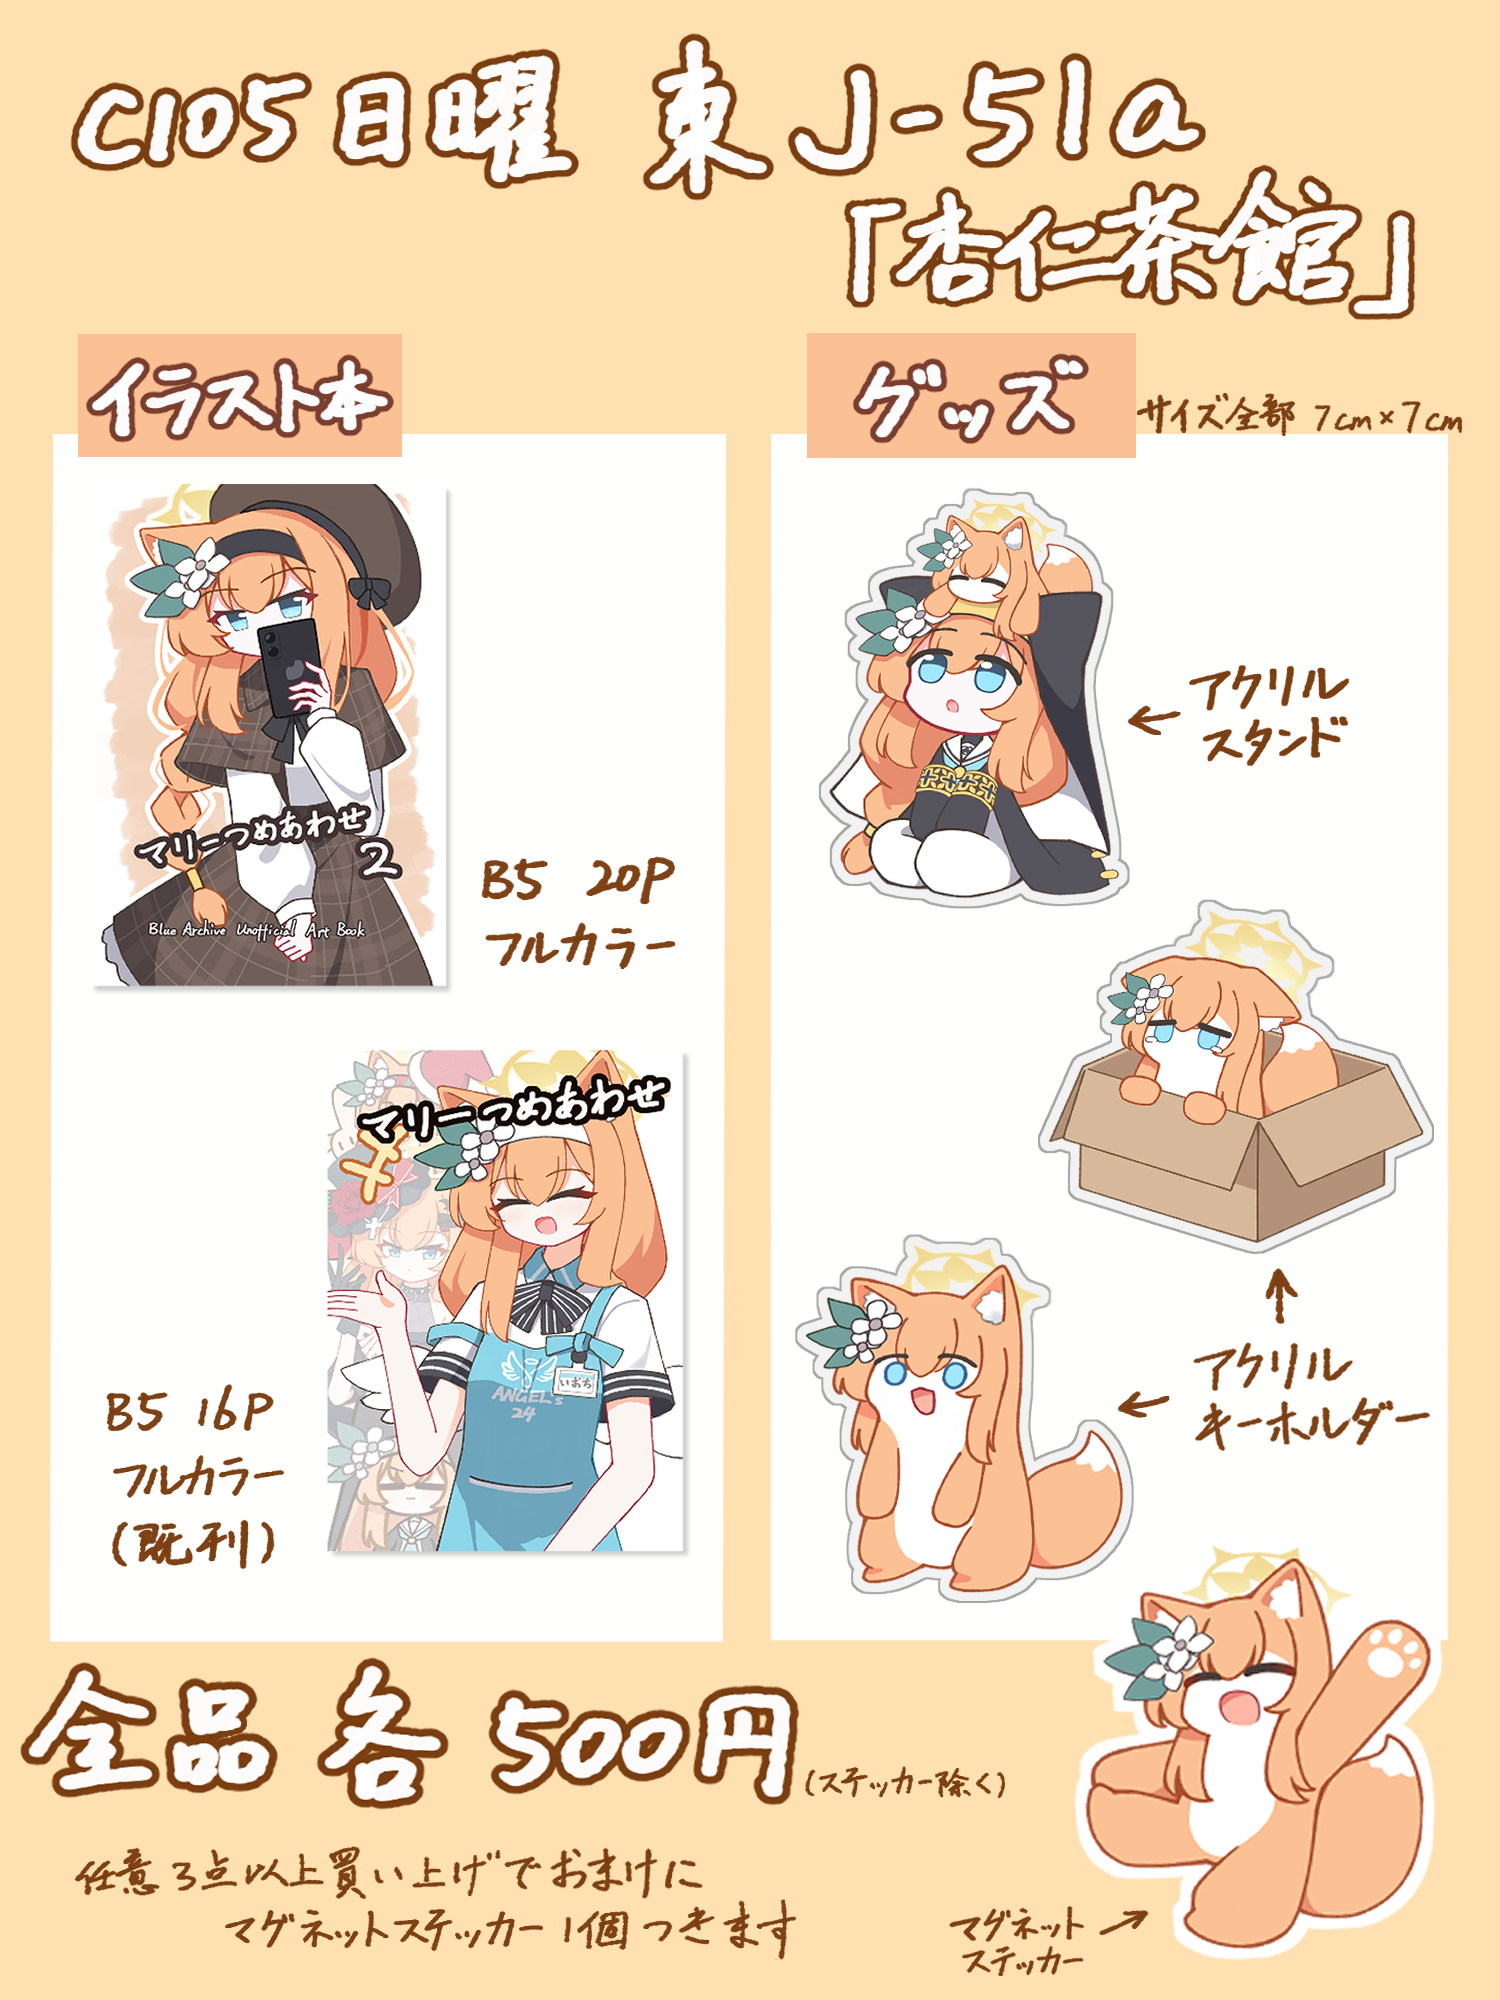 C105日曜 東 J-51a
「杏仁茶館」
イラスト本
マリーつめあわせ
2
Blue Archive Unofficial Art Book
B5 20P
フルカラー
マリーつめあわせ
いおち
ANGEL's
24
B5 16P
フルカラー
(既刊)
グッズ
サイズ全部 7cm×7cm
← アクリル
スタンド
↑
← アクリル
キーホルダー
全品 各 500円
(ステッカー除く)
任意3点以上買い上げでおまけに
マグネットステッカー1個つきます
マグネット
ステッカー